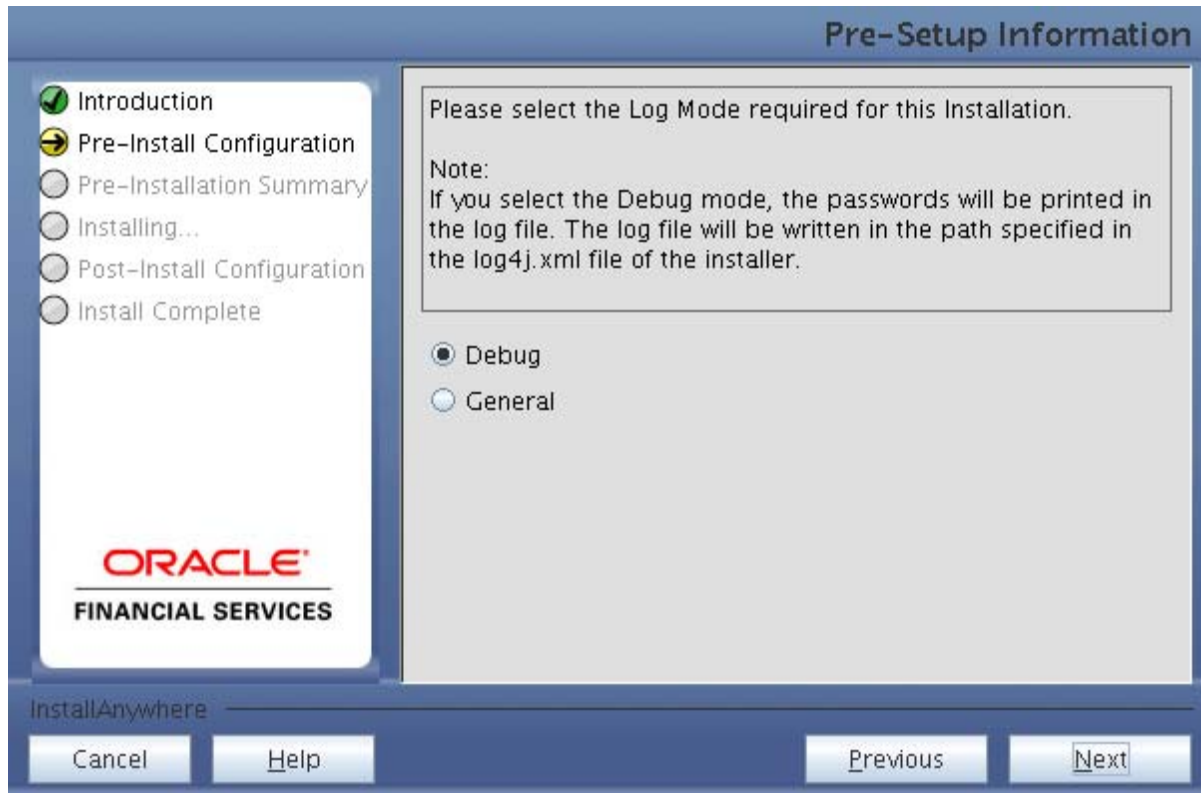 Pre-Setup Information
Introduction
Pre-Install Configuration
Pre-Installation Summary
Installing...
Post-Install Configuration
Install Complete
ORACLE
FINANCIAL SERVICES
Please select the Log Mode required for this Installation.
Note:
If you select the Debug mode, the passwords will be printed in
the log file. The log file will be written in the path specified in
the log4j.xml file of the installer.
Debug
General
InstallAnywhere
Cancel
Help
Previous
Next